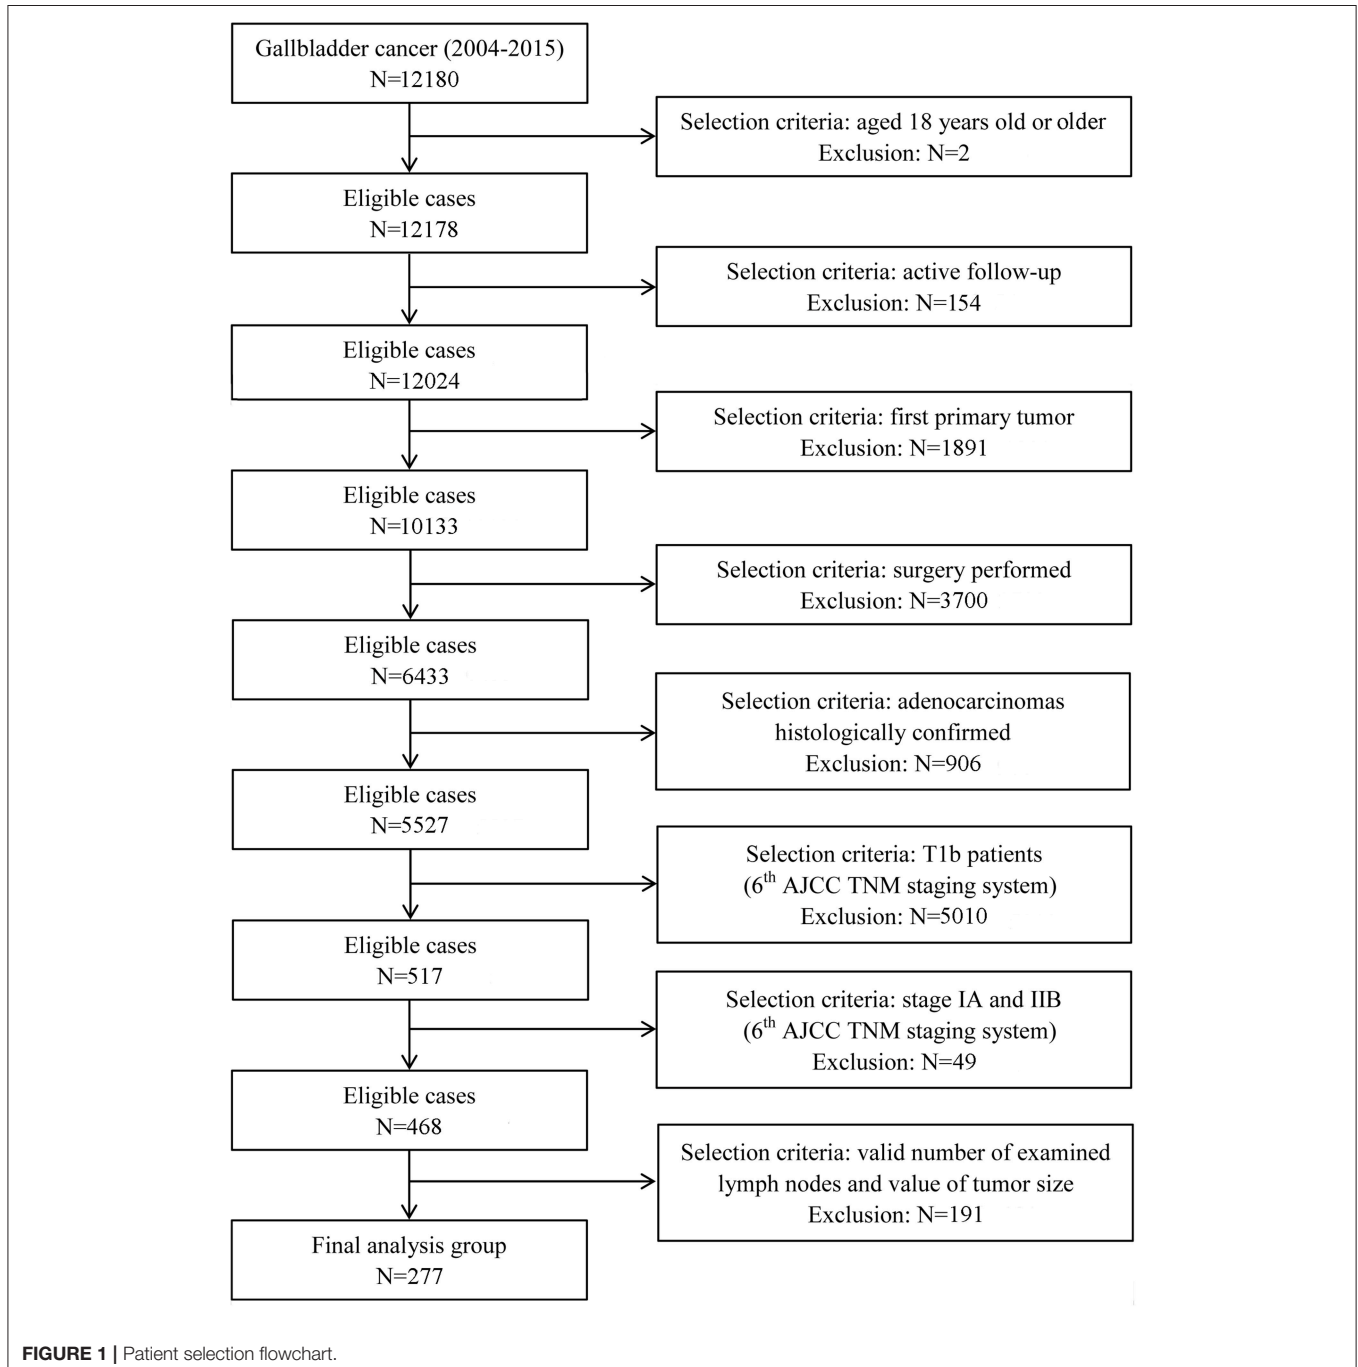 Gallbladder cancer (2004-2015)
N=12180
Selection criteria: aged 18 years old or older
Exclusion: N=2
Eligible cases
N=12178
Selection criteria: active follow-up
Exclusion: N=154
Eligible cases
N=12024
Selection criteria: first primary tumor
Exclusion: N=1891
Eligible cases
N=10133
Selection criteria: surgery performed
Exclusion: N=3700
Eligible cases
N=6433
Selection criteria: adenocarcinomas
histologically confirmed
Exclusion: N=906
Eligible cases
N=5527
Selection criteria: T1b patients
(6th AJCC TNM staging system)
Exclusion: N=5010
Eligible cases
N=517
Selection criteria: stage IA and IIB
(6th AJCC TNM staging system)
Exclusion: N=49
Eligible cases
N=468
Selection criteria: valid number of examined
lymph nodes and value of tumor size
Exclusion: N=191
Final analysis group
N=277
FIGURE 1 | Patient selection flowchart.